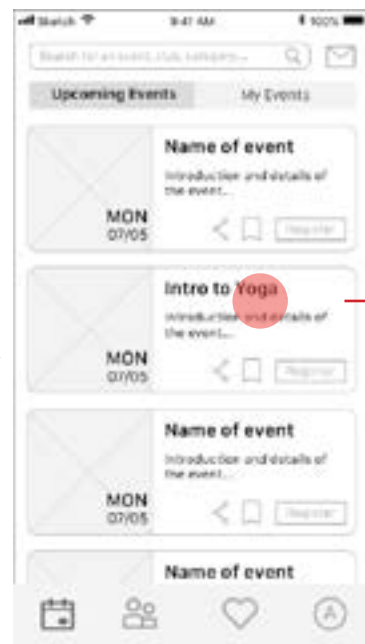 Sketch 9:41 AM 100%
Search for an event, club, category...
Upcoming Events My Events
Name of event
Introduction and details of
the event...
MON
07/05
Register
Intro to Yoga
Introduction and details of
the event...
MON
07/05
Register
Name of event
Introduction and details of
the event...
MON
07/05
Register
Name of event
A